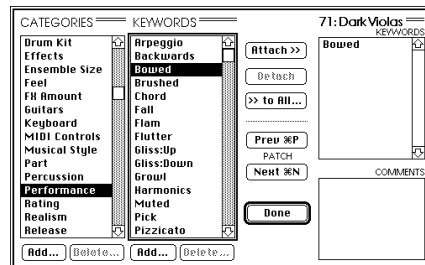 CATEGORIES
Drum Kit
Effects
Ensemble Size
Feel
FX Amount
Guitars
Keyboard
MIDI Controls
Musical Style
Part
Percussion
Performance
Rating
Realism
Release
Add...
Delete...
KEYWORDS
Arpeggio
Backwards
Bowed
Brushed
Chord
Fall
Flam
Flutter
Gliss:Up
Gliss:Down
Growl
Harmonics
Muted
Pick
Pizzicato
Add...
Delete...
Attach >>
Detach
>> to All...
Prev ⌘P
PATCH
Next ⌘N
Done
71: Dark Violas
KEYWORDS
Bowed
COMMENTS